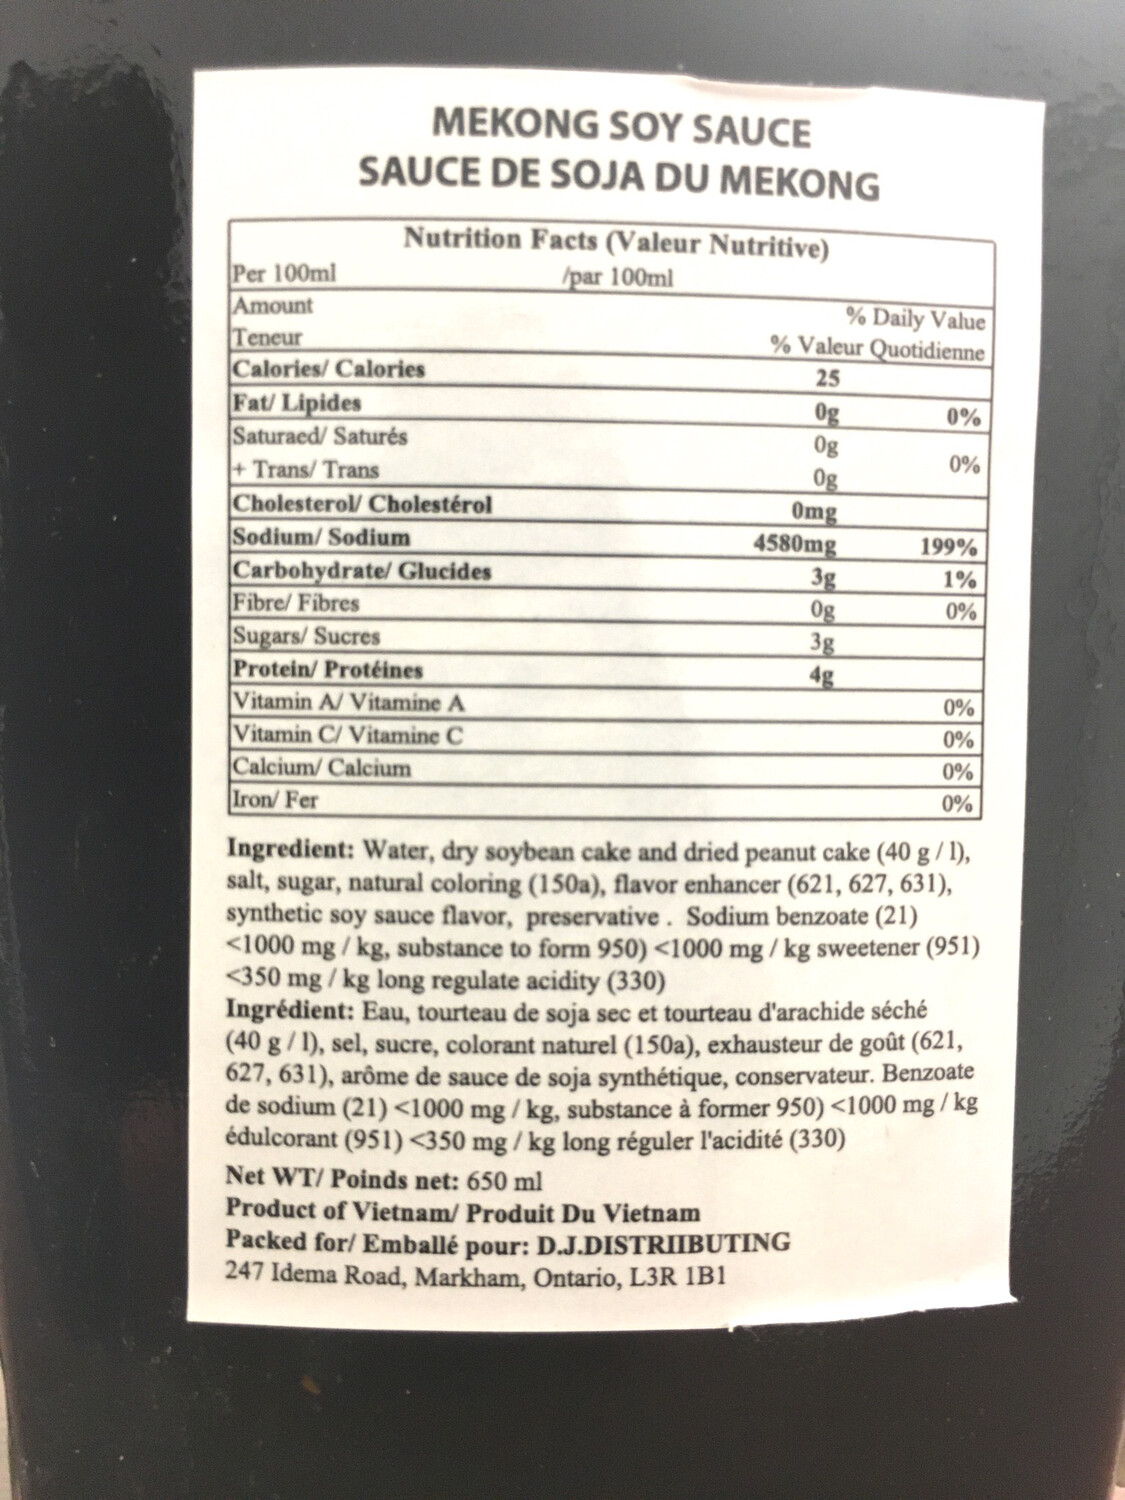 MEKONG SOY SAUCE
SAUCE DE SOJA DU MEKONG
Nutrition Facts (Valeur Nutritive)
Per 100ml /par 100ml
Amount % Daily Value
Teneur % Valeur Quotidienne
Calories/ Calories 25
Fat/ Lipides 0g 0%
Saturaed/ Saturés 0g
+ Trans/ Trans 0g 0%
Cholesterol/ Cholestérol 0mg
Sodium/ Sodium 4580mg 199%
Carbohydrate/ Glucides 3g 1%
Fibre/ Fibres 0g 0%
Sugars/ Sucres 3g
Protein/ Protéines 4g
Vitamin A/ Vitamine A 0%
Vitamin C/ Vitamine C 0%
Calcium/ Calcium 0%
Iron/ Fer 0%
Ingredient: Water, dry soybean cake and dried peanut cake (40 g / l),
salt, sugar, natural coloring (150a), flavor enhancer (621, 627, 631),
synthetic soy sauce flavor, preservative . Sodium benzoate (21)
<1000 mg / kg, substance to form 950) <1000 mg / kg sweetener (951)
<350 mg / kg long regulate acidity (330)
Ingrédient: Eau, tourteau de soja sec et tourteau d'arachide séché
(40 g / l), sel, sucre, colorant naturel (150a), exhausteur de goût (621,
627, 631), arôme de sauce de soja synthétique, conservateur. Benzoate
de sodium (21) <1000 mg / kg, substance à former 950) <1000 mg / kg
édulcorant (951) <350 mg / kg long réguler l'acidité (330)
Net WT/ Poinds net: 650 ml
Product of Vietnam/ Produit Du Vietnam
Packed for/ Emballé pour: D.J.DISTRIIBUTING
247 Idema Road, Markham, Ontario, L3R 1B1